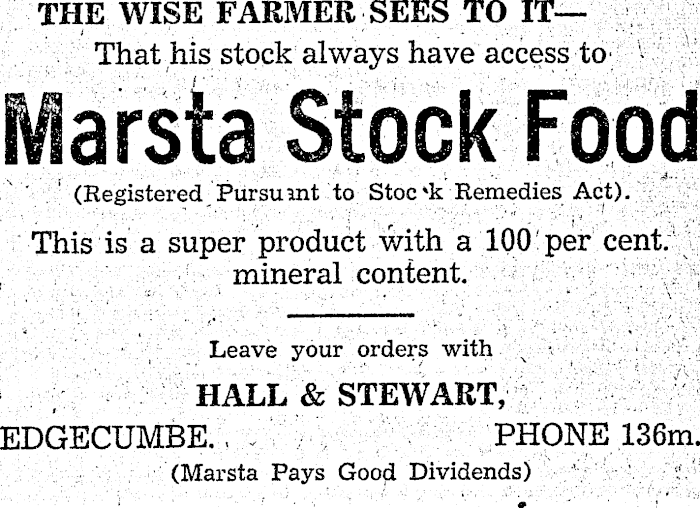 THE WISE FARMER SEES TO IT—
That his stock always have access to
Marsta Stock Food
(Registered Pursuant to Stock Remedies Act).
This is a super product with a 100 per cent.
mineral content.
Leave your orders with
HALL & STEWART,
EDGECUMBE. PHONE 136m.
(Marsta Pays Good Dividends)